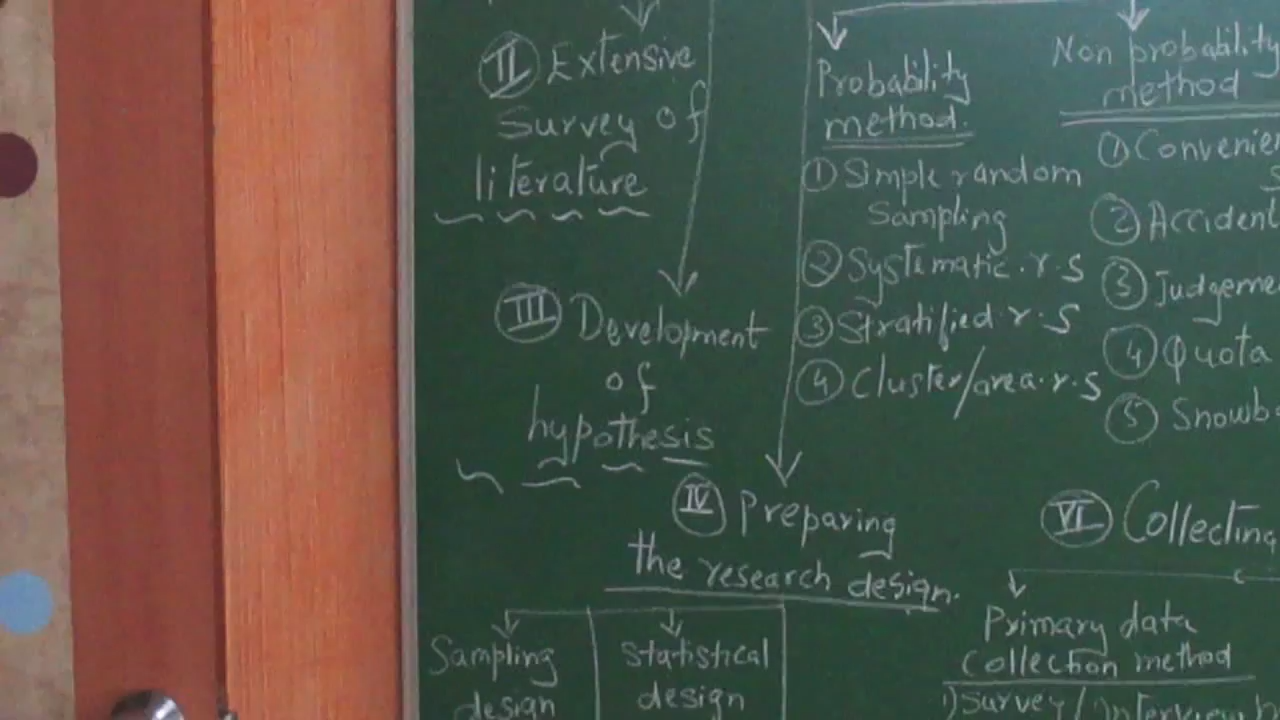 II Extensive
Survey of
literature
III Development
of
hypothesis
IV Preparing
the research design.
Sampling
design
Statistical
design
Probability
method.
1 Simple random
Sampling
2 Systematic.r.s
3 Stratified.r.s
4 Cluster/area.r.s
Non probability
method
1 Convenien
S
2 Accident
3 Judgeme
4 Quota
5 Snowb
VI Collecting
Primary data
Collection method
1) Survey/